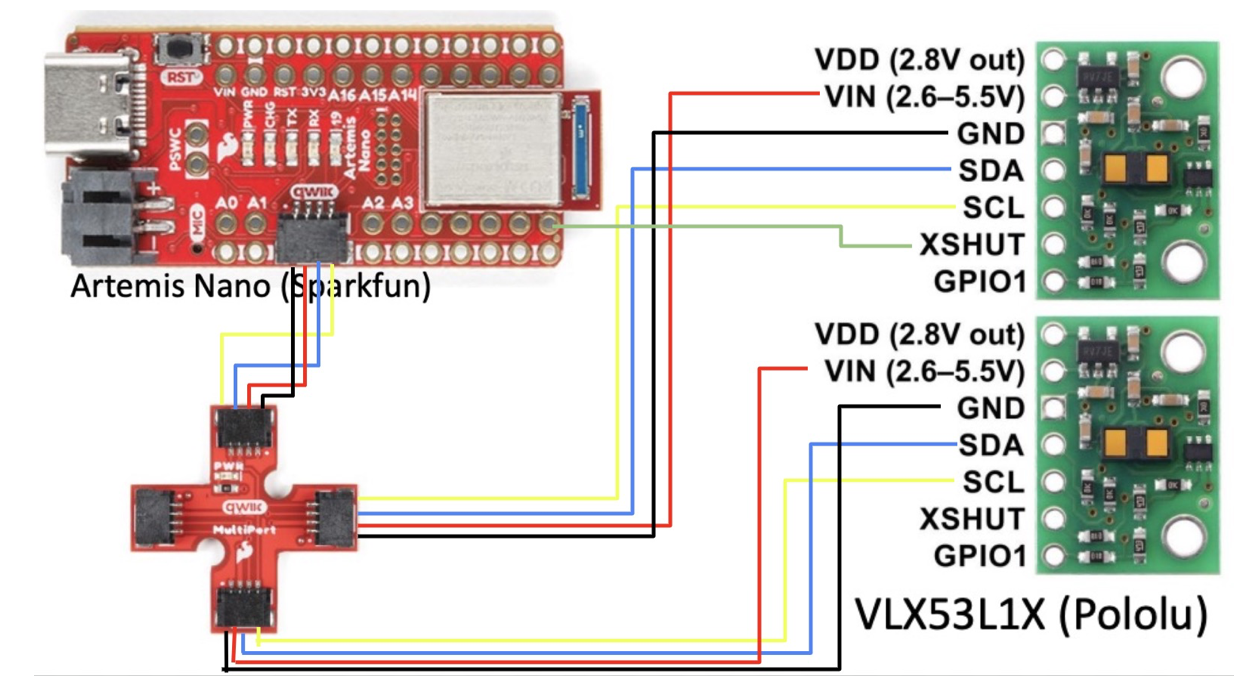 RST
VIN GND RST 3V3 A16 A15 A14
PSWC
PWR
CHG
TX
RX
19
Artemis
Nano
qwiic
MIC
A0 A1 A2 A3
Artemis Nano (Sparkfun)
PWR
qwiic
MultiPort
VDD (2.8V out)
VIN (2.6–5.5V)
GND
SDA
SCL
XSHUT
GPIO1
VDD (2.8V out)
VIN (2.6–5.5V)
GND
SDA
SCL
XSHUT
GPIO1
VLX53L1X (Pololu)